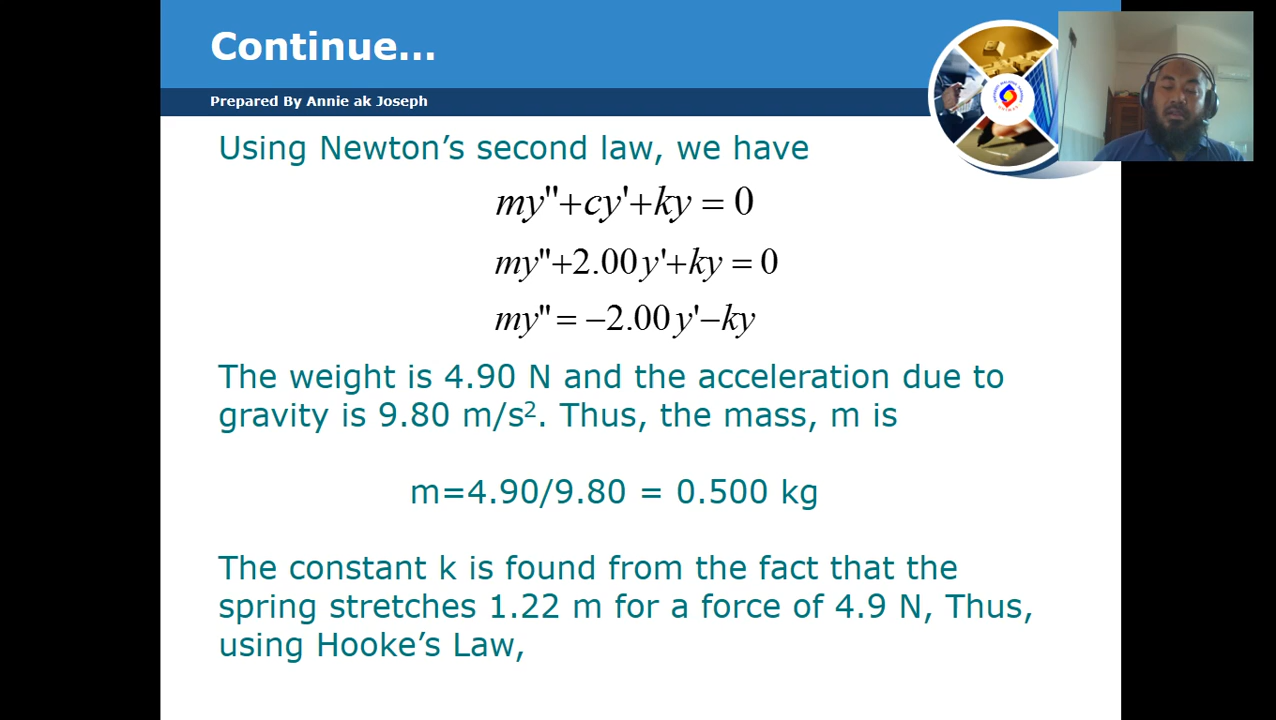 Continue...
Prepared By Annie ak Joseph
Using Newton’s second law, we have
my''+cy'+ky = 0
my''+2.00y'+ky = 0
my''= −2.00y'−ky
The weight is 4.90 N and the acceleration due to
gravity is 9.80 m/s². Thus, the mass, m is
m=4.90/9.80 = 0.500 kg
The constant k is found from the fact that the
spring stretches 1.22 m for a force of 4.9 N, Thus,
using Hooke’s Law,